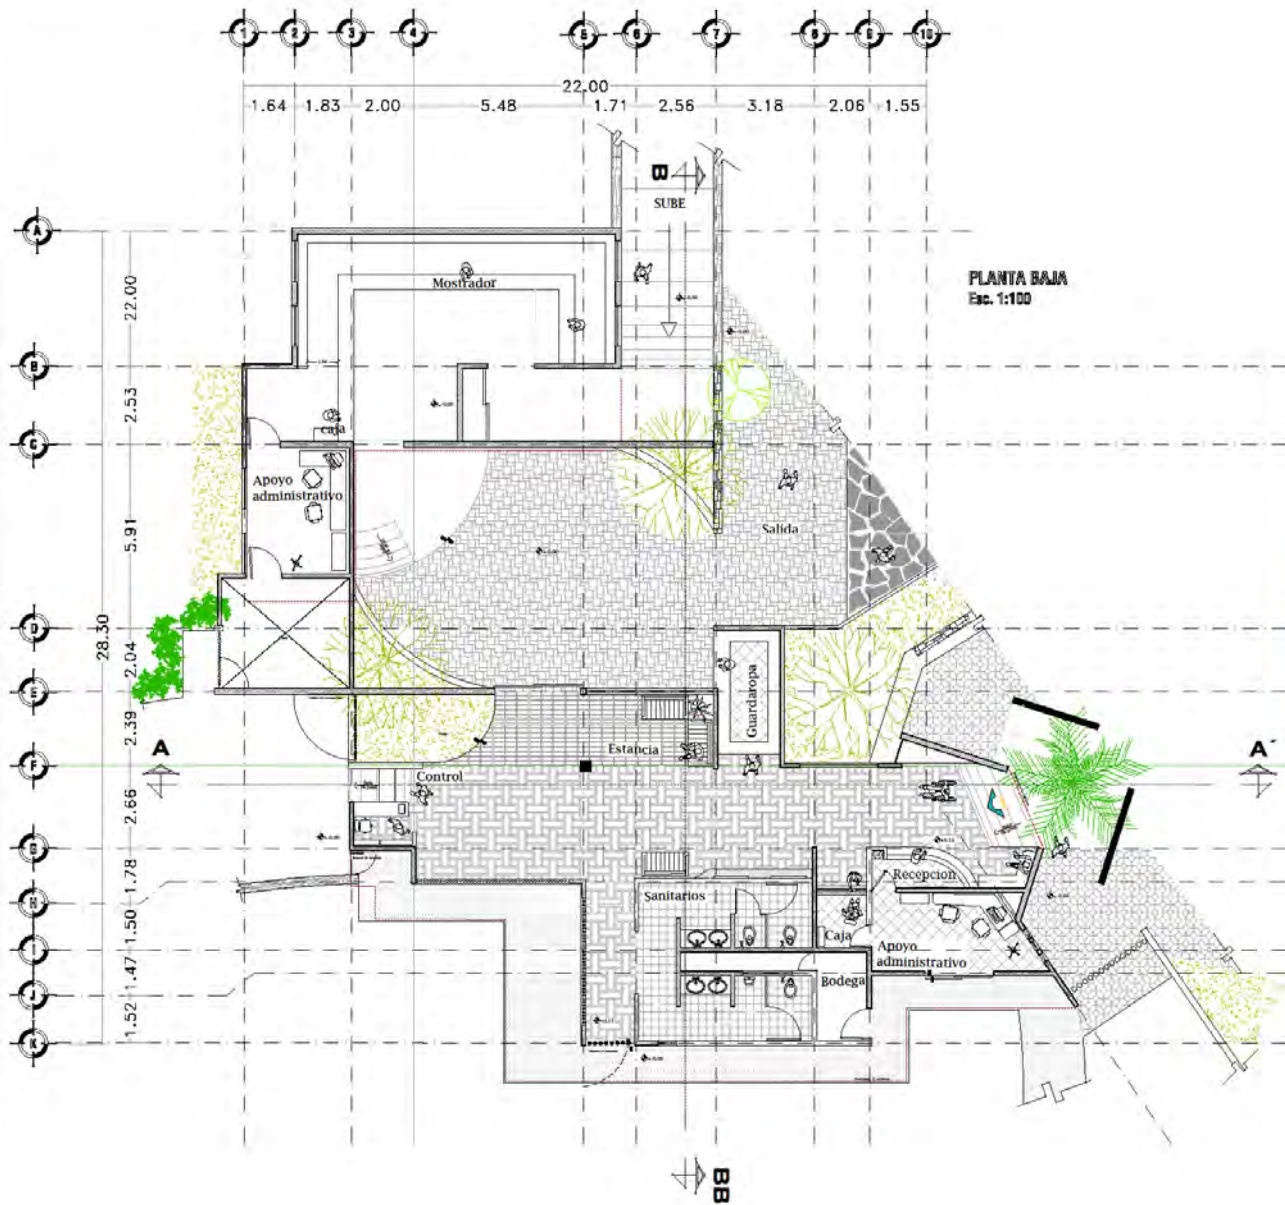 1 2 3 4 5 6 7 8 9 10
22.00
1.64 1.83 2.00 5.48 1.71 2.56 3.18 2.06 1.55
B
SUBE
A
PLANTA BAJA
Esc. 1:100
Mostrador
22.00
B
2.53
caja
C
Apoyo
administrativo
5.91
Salida
D
28.30
2.04
Guardaropa
E
2.39
Estancia
A
A´
F
Control
2.66
G
1.78
Recepcion
H
Sanitarios
1.50
Caja
Apoyo
administrativo
I
1.47
Bodega
J
1.52
K
BB